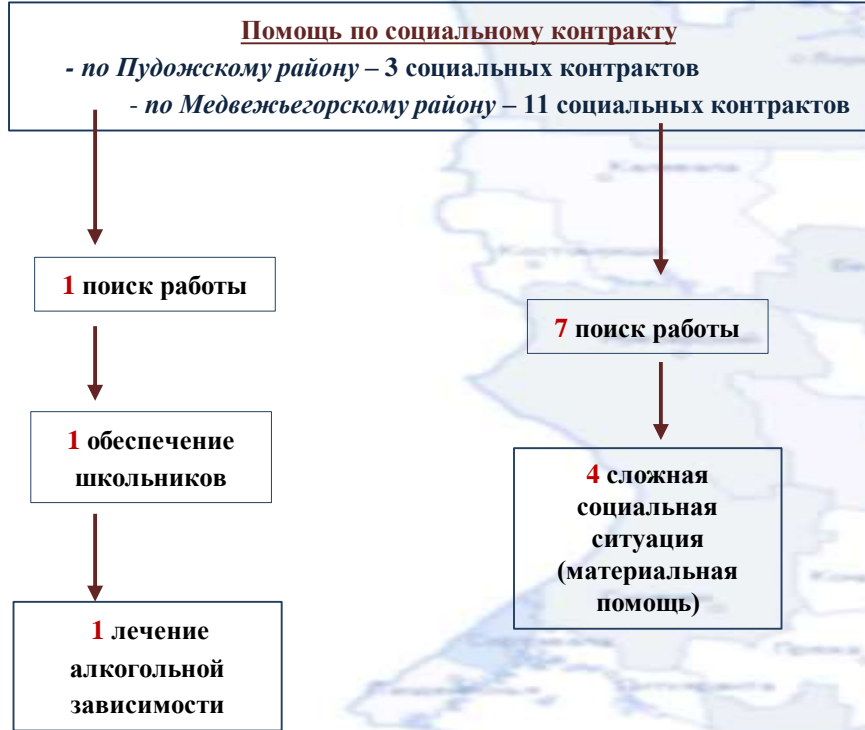 Помощь по социальному контракту
- по Пудожскому району – 3 социальных контрактов
- по Медвежьегорскому району – 11 социальных контрактов
1 поиск работы
1 обеспечение
школьников
1 лечение
алкогольной
зависимости
7 поиск работы
4 сложная
социальная
ситуация
(материальная
помощь)
Калевала